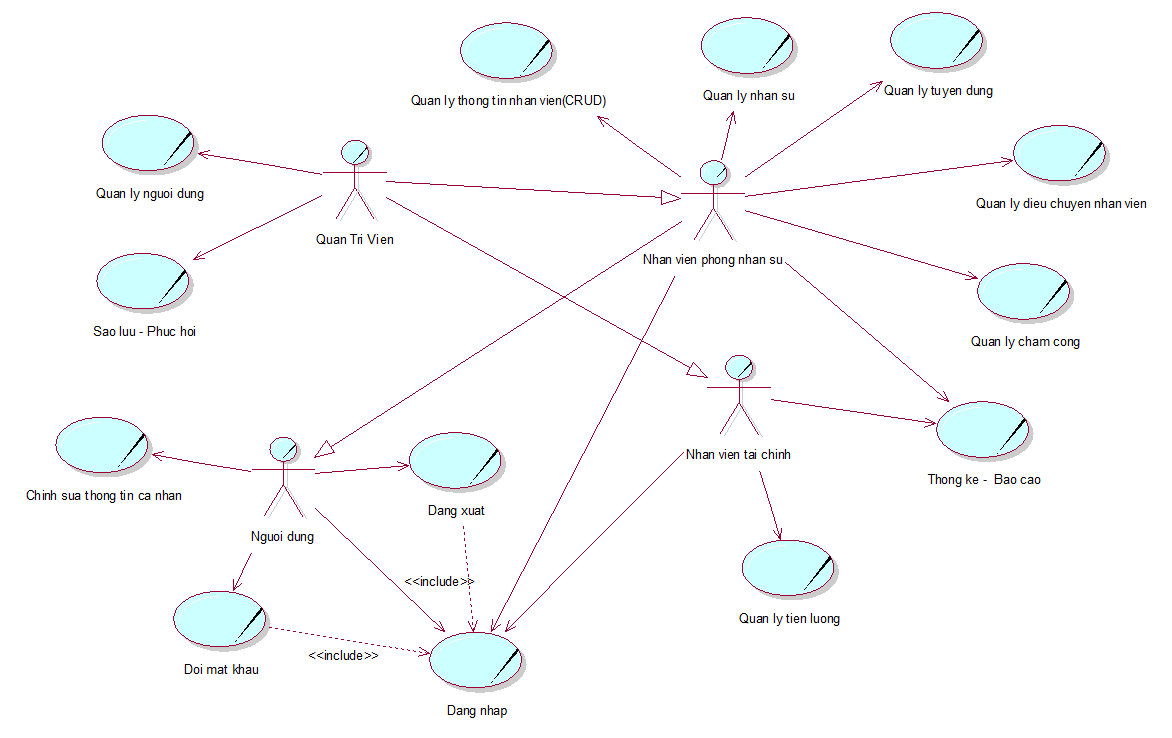 Quan ly thong tin nhan vien(CRUD)
Quan ly nhan su
Quan ly tuyen dung
Quan ly nguoi dung
Quan ly dieu chuyen nhan vien
Quan Tri Vien
Nhan vien phong nhan su
Sao luu - Phuc hoi
Quan ly cham cong
Nhan vien tai chinh
Thong ke - Bao cao
Chinh sua thong tin ca nhan
Dang xuat
Nguoi dung
<<include>>
Quan ly tien luong
<<include>>
Doi mat khau
Dang nhap